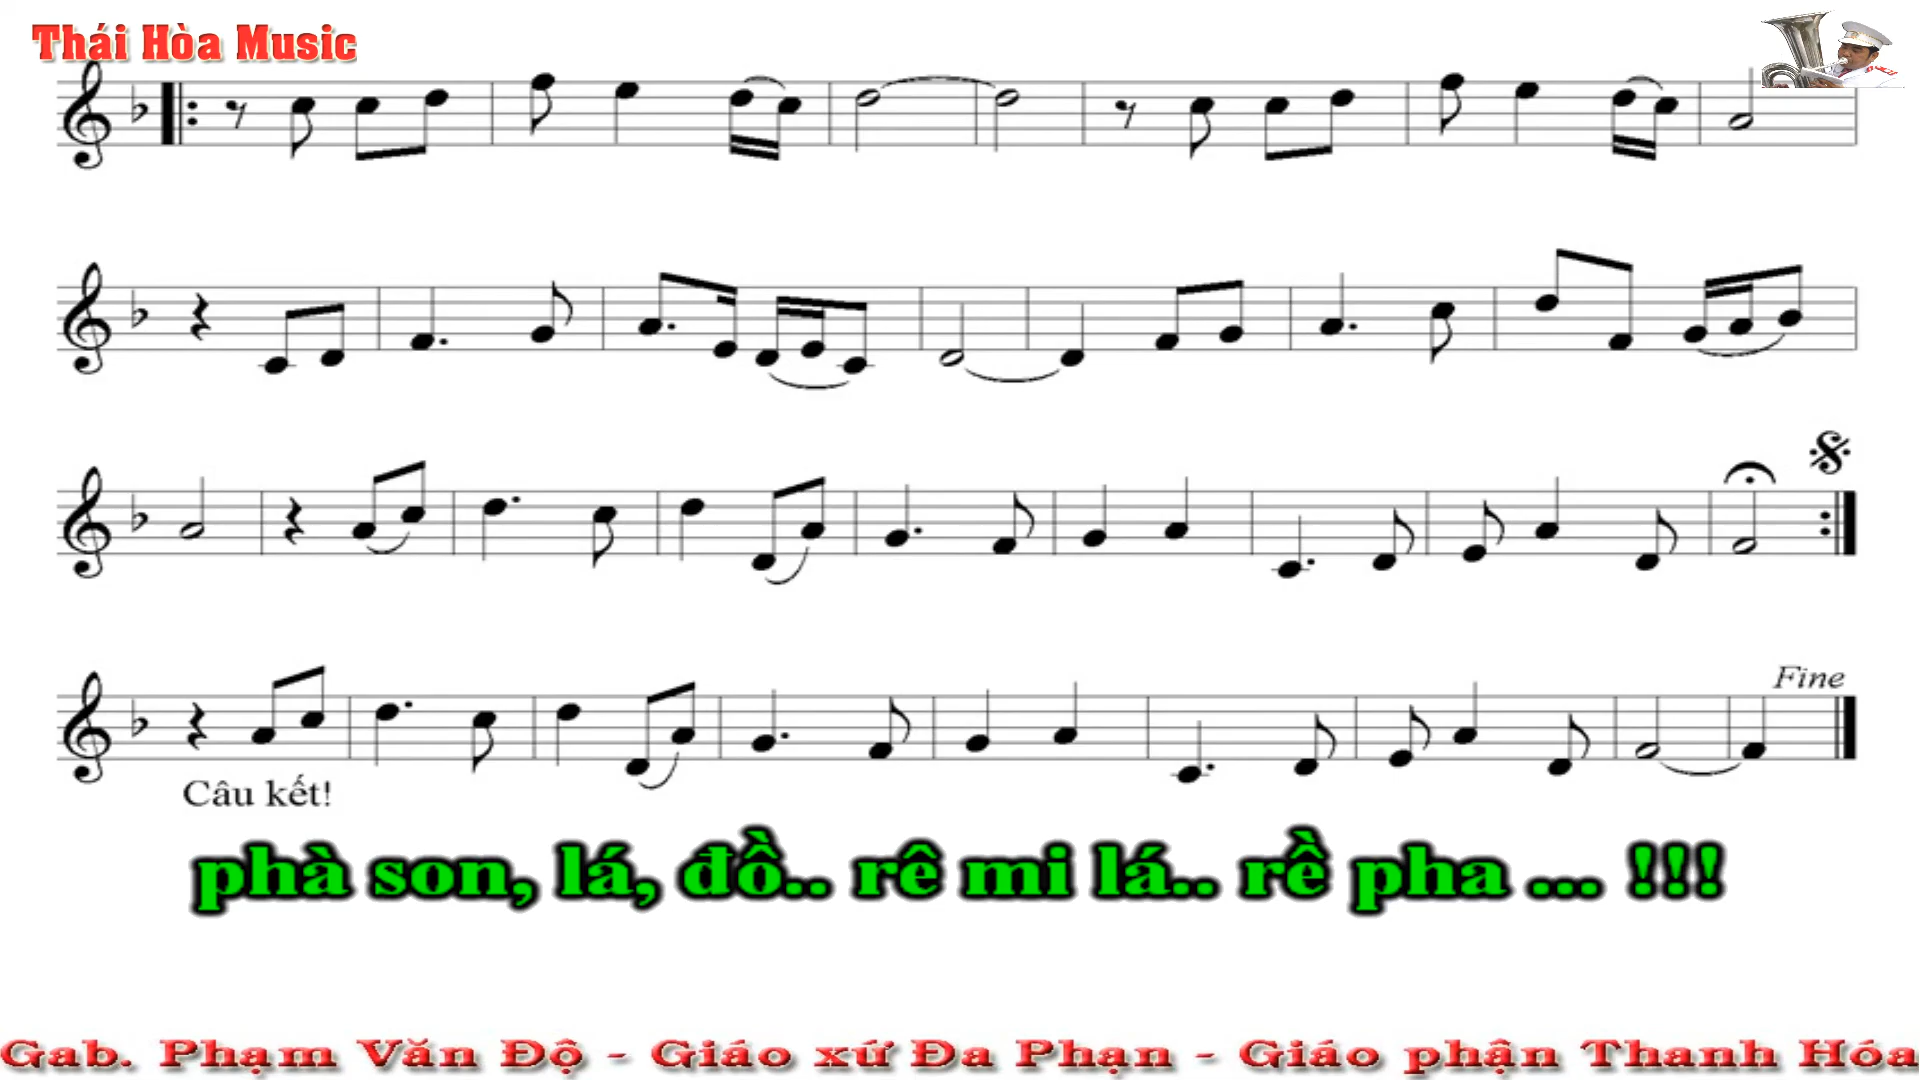 Thái Hòa Music
Fine
Câu kết!
phà son, lá, đồ.. rê mi lá.. rề pha ... !!!
Gab. Phạm Văn Độ - Giáo xứ Đa Phạn - Giáo phận Thanh Hóa